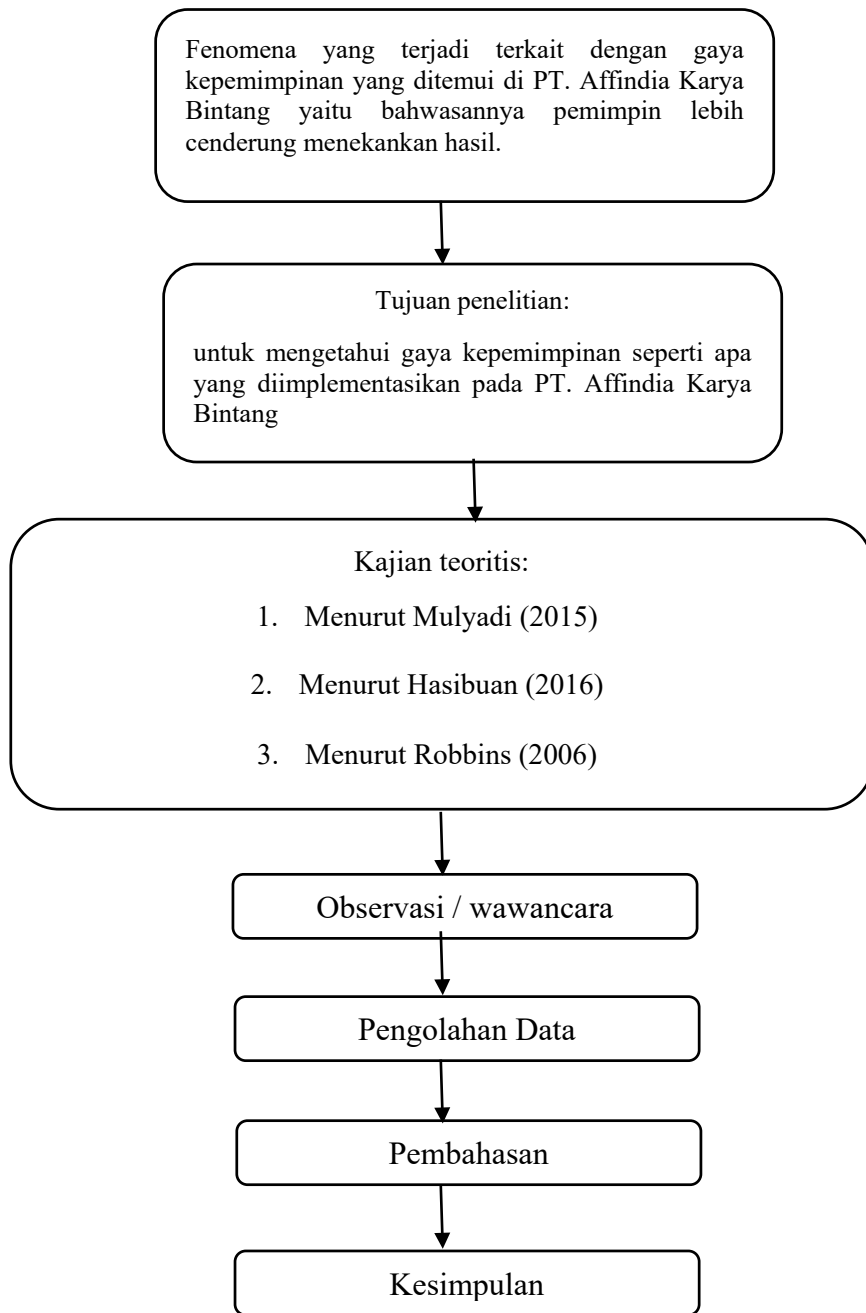 Fenomena yang terjadi terkait dengan gaya
kepemimpinan yang ditemui di PT. Affindia Karya
Bintang yaitu bahwasannya pemimpin lebih
cenderung menekankan hasil.
Tujuan penelitian:
untuk mengetahui gaya kepemimpinan seperti apa
yang diimplementasikan pada PT. Affindia Karya
Bintang
Kajian teoritis:
1. Menurut Mulyadi (2015)
2. Menurut Hasibuan (2016)
3. Menurut Robbins (2006)
Observasi / wawancara
Pengolahan Data
Pembahasan
Kesimpulan